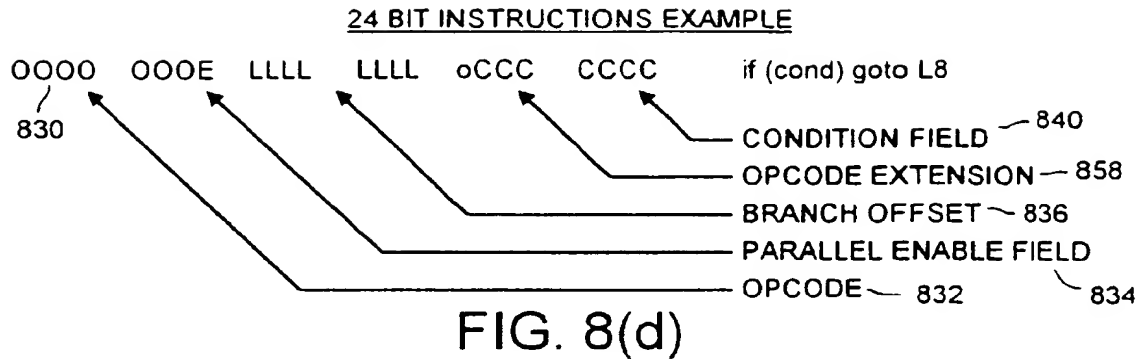 24 BIT INSTRUCTIONS EXAMPLE
OOOO OOOE LLLL LLLL oCCC CCCC if (cond) goto L8
830
CONDITION FIELD 840
OPCODE EXTENSION 858
BRANCH OFFSET 836
PARALLEL ENABLE FIELD
834
OPCODE 832
FIG. 8(d)